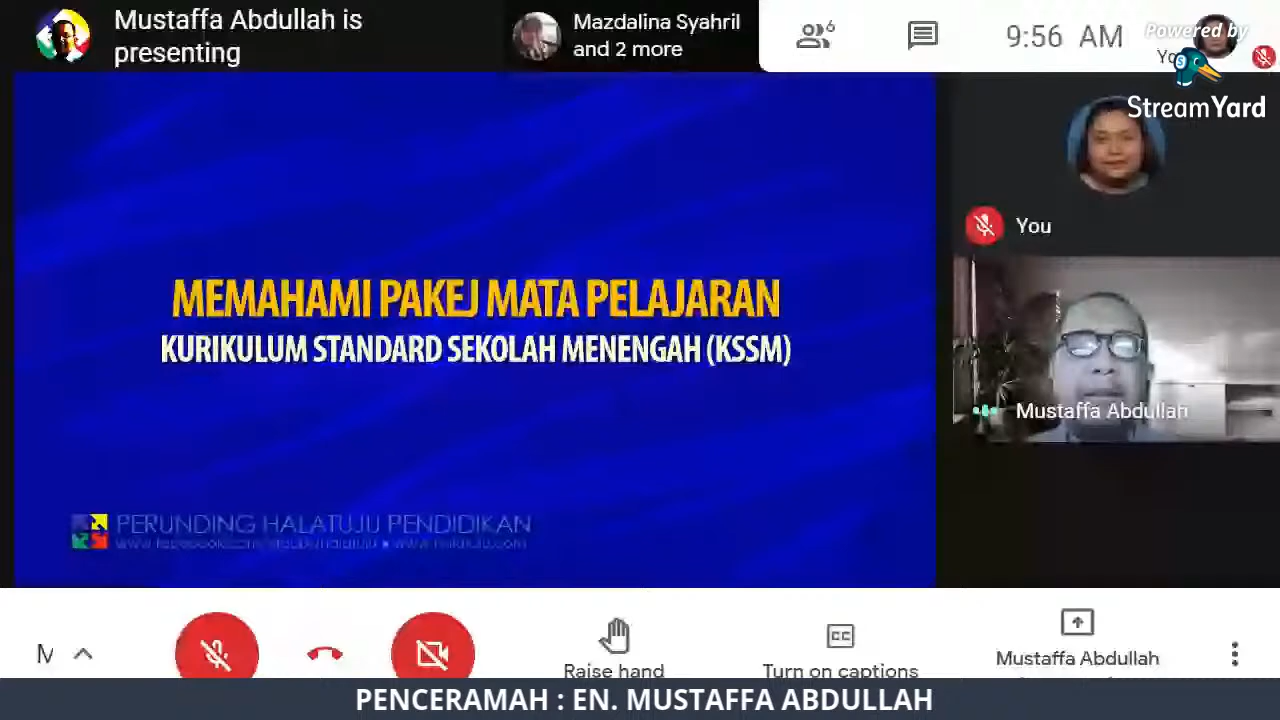 Mustaffa Abdullah is
presenting
Mazdalina Syahril
and 2 more
6
9:56 AM
Powered by
StreamYard
You
Mustaffa Abdullah
MEMAHAMI PAKEJ MATA PELAJARAN
KURIKULUM STANDARD SEKOLAH MENENGAH (KSSM)
PERUNDING HALATUJU PENDIDIKAN
Raise hand
Turn on captions
Mustaffa Abdullah
PENCERAMAH : EN. MUSTAFFA ABDULLAH